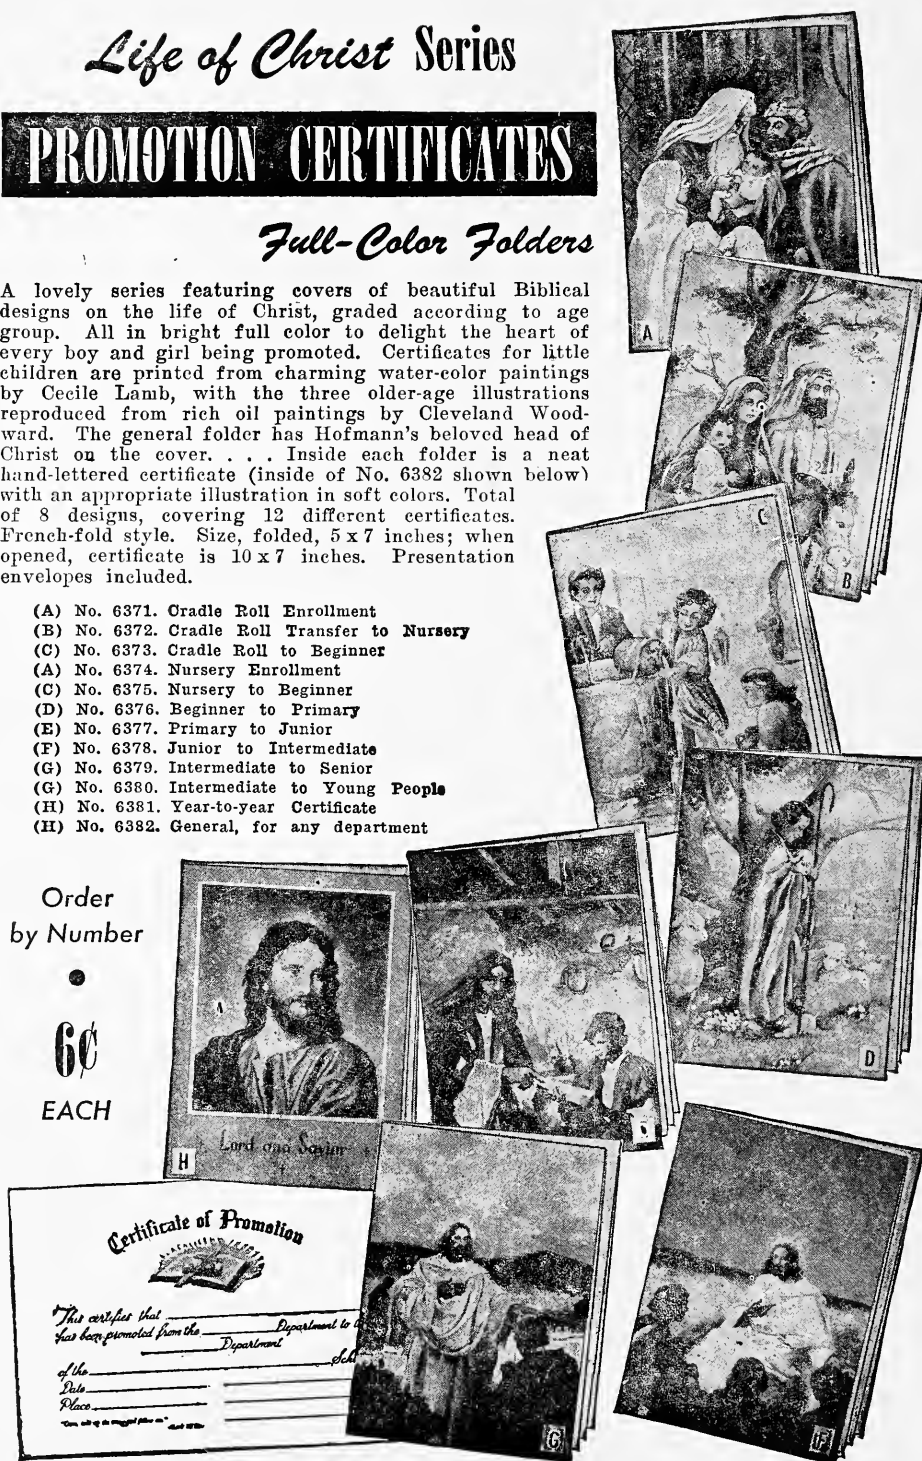 Life of Christ Series
PROMOTION CERTIFICATES
Full-Color Folders
A lovely series featuring covers of beautiful Biblical
designs on the life of Christ, graded according to age
group. All in bright full color to delight the heart of
every boy and girl being promoted. Certificates for little
children are printed from charming water-color paintings
by Cecile Lamb, with the three older-age illustrations
reproduced from rich oil paintings by Cleveland Wood-
ward. The general folder has Hofmann's beloved head of
Christ on the cover. . . . Inside each folder is a neat
hand-lettered certificate (inside of No. 6382 shown below)
with an appropriate illustration in soft colors. Total
of 8 designs, covering 12 different certificates.
French-fold style. Size, folded, 5 x 7 inches; when
opened, certificate is 10 x 7 inches. Presentation
envelopes included.
(A) No. 6371. Cradle Roll Enrollment
(B) No. 6372. Cradle Roll Transfer to Nursery
(C) No. 6373. Cradle Roll to Beginner
(A) No. 6374. Nursery Enrollment
(C) No. 6375. Nursery to Beginner
(D) No. 6376. Beginner to Primary
(E) No. 6377. Primary to Junior
(F) No. 6378. Junior to Intermediate
(G) No. 6379. Intermediate to Senior
(G) No. 6380. Intermediate to Young People
(H) No. 6381. Year-to-year Certificate
(H) No. 6382. General, for any department
Order
by Number
6¢
EACH
A
B
C
D
H
Lord and Savior
G
F
Certificate of Promotion
This certifies that
has been promoted from the Department to
Department
of the
Date
Place